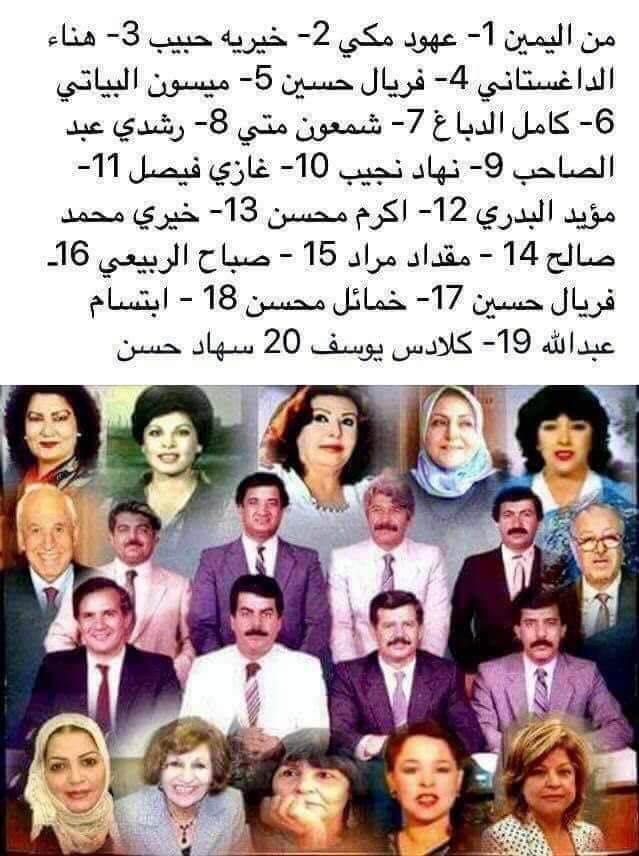 من اليمين 1- عهود مكي 2- خيريه حبيب 3- هناء
الداغستاني 4- فريال حسين 5- ميسون البياتي
6- كامل الدباغ 7- شمعون متي 8- رشدي عبد
الصاحب 9- نهاد نجيب 10- غازي فيصل 11-
مؤيد البدري 12- اكرم محسن 13- خيري محمد
صالح 14 - مقداد مراد 15 - صباح الربيعي 16ـ
فريال حسين 17- خمائل محسن 18 - ابتسام
عبدالله 19- كلادس يوسف 20 سهاد حسن